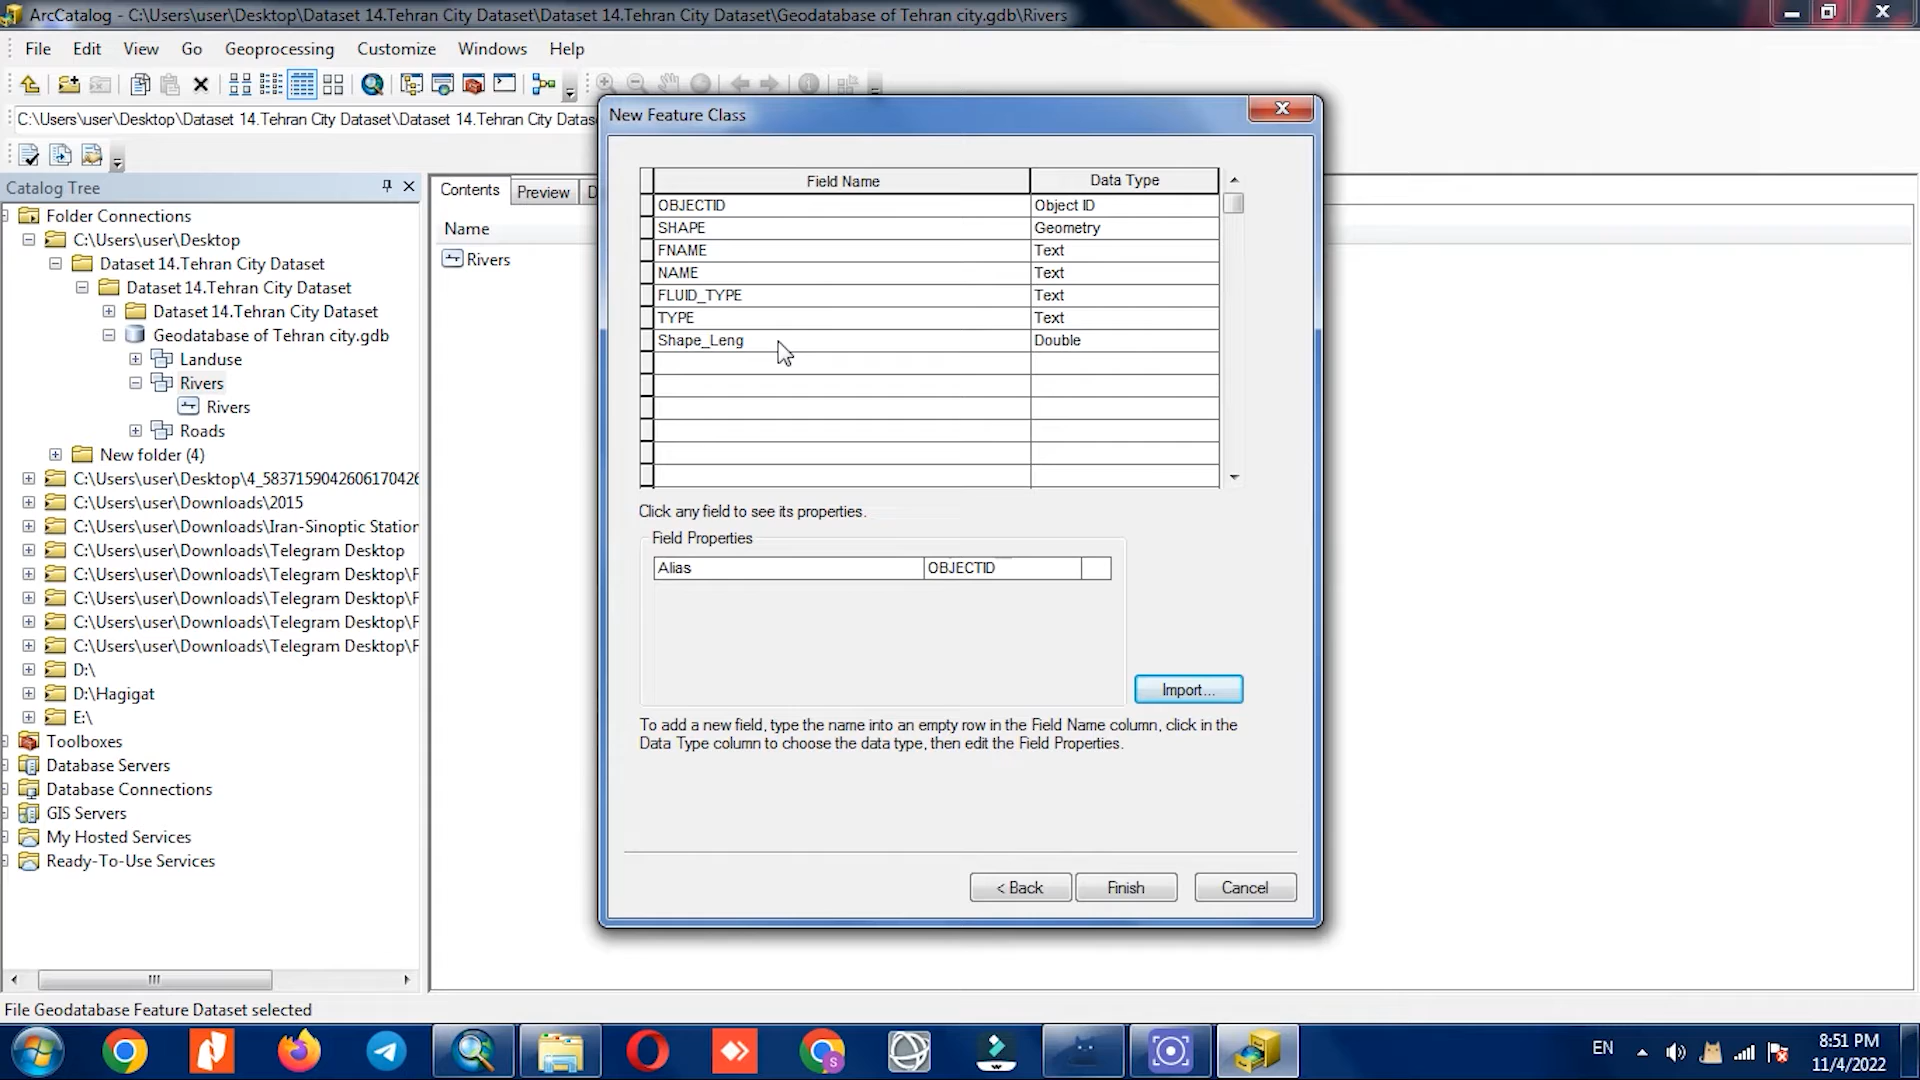 ArcCatalog - C:\Users\user\Desktop\Dataset 14.Tehran City Dataset\Dataset 14.Tehran City Dataset\Geodatabase of Tehran city.gdb\Rivers
File Edit View Go Geoprocessing Customize Windows Help
C:\Users\user\Desktop\Dataset 14.Tehran City Dataset\Dataset 14.Tehran City Datas
Catalog Tree
Folder Connections
C:\Users\user\Desktop
Dataset 14.Tehran City Dataset
Dataset 14.Tehran City Dataset
Dataset 14.Tehran City Dataset
Geodatabase of Tehran city.gdb
Landuse
Rivers
Rivers
Roads
New folder (4)
C:\Users\user\Desktop\4_5837159042606170426
C:\Users\user\Downloads\2015
C:\Users\user\Downloads\Iran-Sinoptic Station
C:\Users\user\Downloads\Telegram Desktop
C:\Users\user\Downloads\Telegram Desktop\F
C:\Users\user\Downloads\Telegram Desktop\F
C:\Users\user\Downloads\Telegram Desktop\F
C:\Users\user\Downloads\Telegram Desktop\F
D:\
D:\Hagigat
E:\
Toolboxes
Database Servers
Database Connections
GIS Servers
My Hosted Services
Ready-To-Use Services
Contents Preview D
Name
Rivers
New Feature Class
Field Name Data Type
OBJECTID Object ID
SHAPE Geometry
FNAME Text
NAME Text
FLUID_TYPE Text
TYPE Text
Shape_Leng Double
Click any field to see its properties.
Field Properties
Alias OBJECTID
Import...
To add a new field, type the name into an empty row in the Field Name column, click in the
Data Type column to choose the data type, then edit the Field Properties.
< Back Finish Cancel
File Geodatabase Feature Dataset selected
EN
8:51 PM
11/4/2022